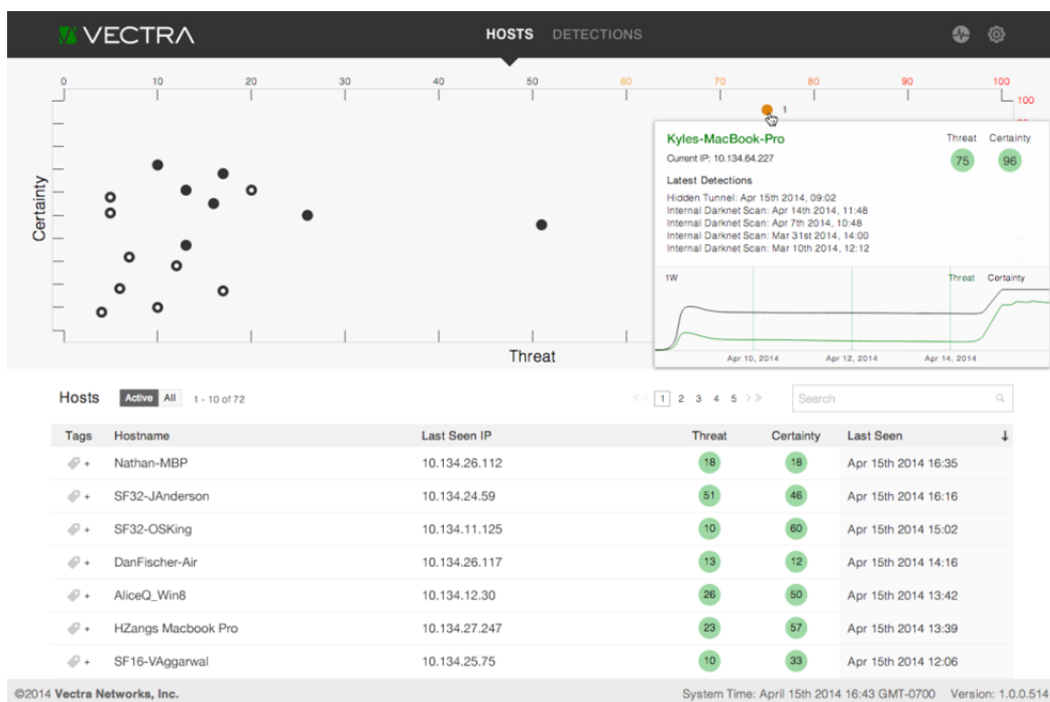 VECTRA
HOSTS DETECTIONS
0 10 20 30 40 50 60 70 80 90 100
100
1
Certainty
Threat
Kyles-MacBook-Pro Threat Certainty
Current IP: 10.134.64.227 75 96
Latest Detections
Hidden Tunnel: Apr 15th 2014, 09:02
Internal Darknet Scan: Apr 14th 2014, 11:48
Internal Darknet Scan: Apr 7th 2014, 10:48
Internal Darknet Scan: Mar 31st 2014, 14:00
Internal Darknet Scan: Mar 10th 2014, 12:12
1W Threat Certainty
Apr 10, 2014 Apr 12, 2014 Apr 14, 2014
Hosts Active All 1 - 10 of 72 << < 1 2 3 4 5 > >> Search
Tags Hostname Last Seen IP Threat Certainty Last Seen ↓
+ Nathan-MBP 10.134.26.112 18 18 Apr 15th 2014 16:35
+ SF32-JAnderson 10.134.24.59 51 46 Apr 15th 2014 16:16
+ SF32-OSKing 10.134.11.125 10 60 Apr 15th 2014 15:02
+ DanFischer-Air 10.134.26.117 13 12 Apr 15th 2014 14:16
+ AliceQ_Win8 10.134.12.30 26 50 Apr 15th 2014 13:42
+ HZangs Macbook Pro 10.134.27.247 23 57 Apr 15th 2014 13:39
+ SF16-VAggarwal 10.134.25.75 10 33 Apr 15th 2014 12:06
©2014 Vectra Networks, Inc. System Time: April 15th 2014 16:43 GMT-0700 Version: 1.0.0.514